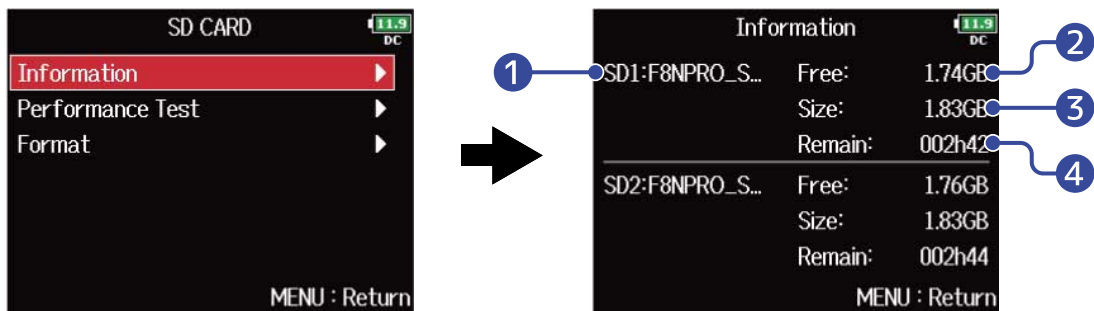 SD CARD
11.9
DC
Information
Performance Test
Format
MENU : Return
Information
11.9
DC
1
SD1:F8NPRO_S... Free: 1.74GB
2
Size: 1.83GB
3
Remain: 002h42
4
SD2:F8NPRO_S... Free: 1.76GB
Size: 1.83GB
Remain: 002h44
MENU : Return